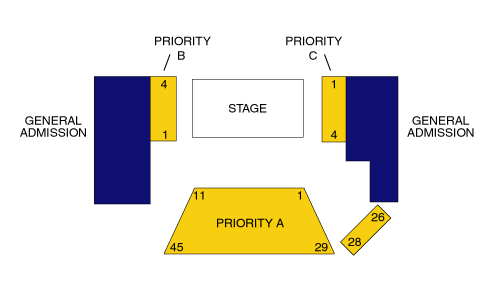 PRIORITY
B
PRIORITY
C
4
1
STAGE
1
4
GENERAL
ADMISSION
GENERAL
ADMISSION
11
1
PRIORITY A
45
29
26
28